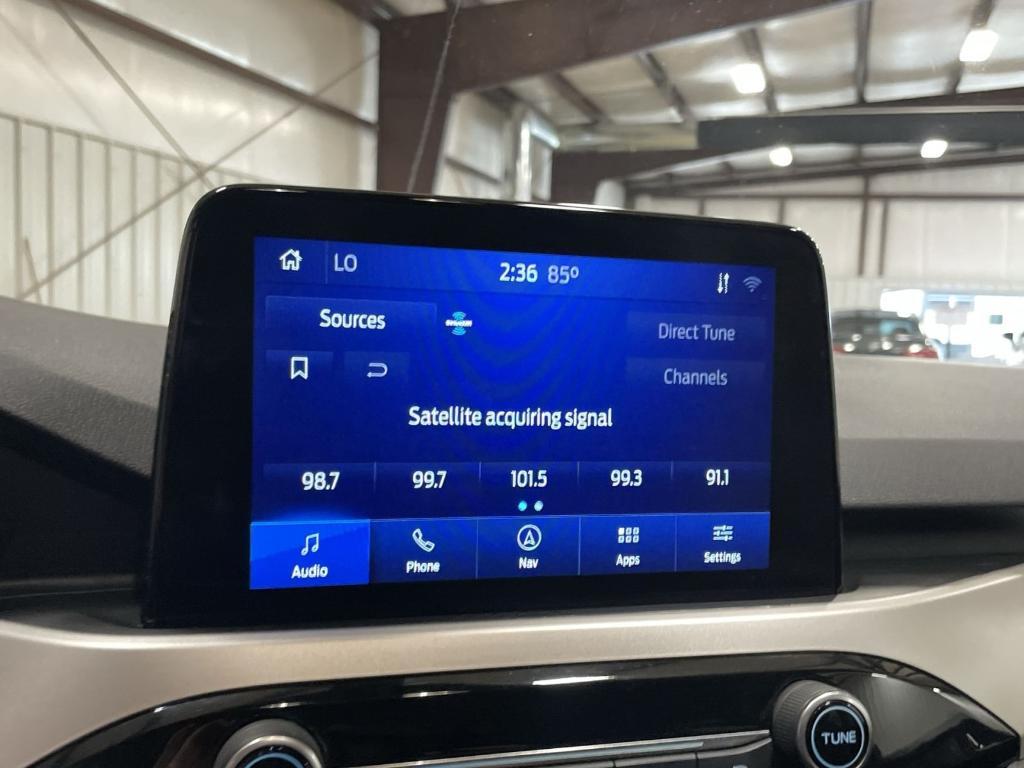 LO 2:36 85º
Sources
Direct Tune
Channels
Satellite acquiring signal
98.7 99.7 101.5 99.3 91.1
Audio Phone Nav Apps Settings
TUNE